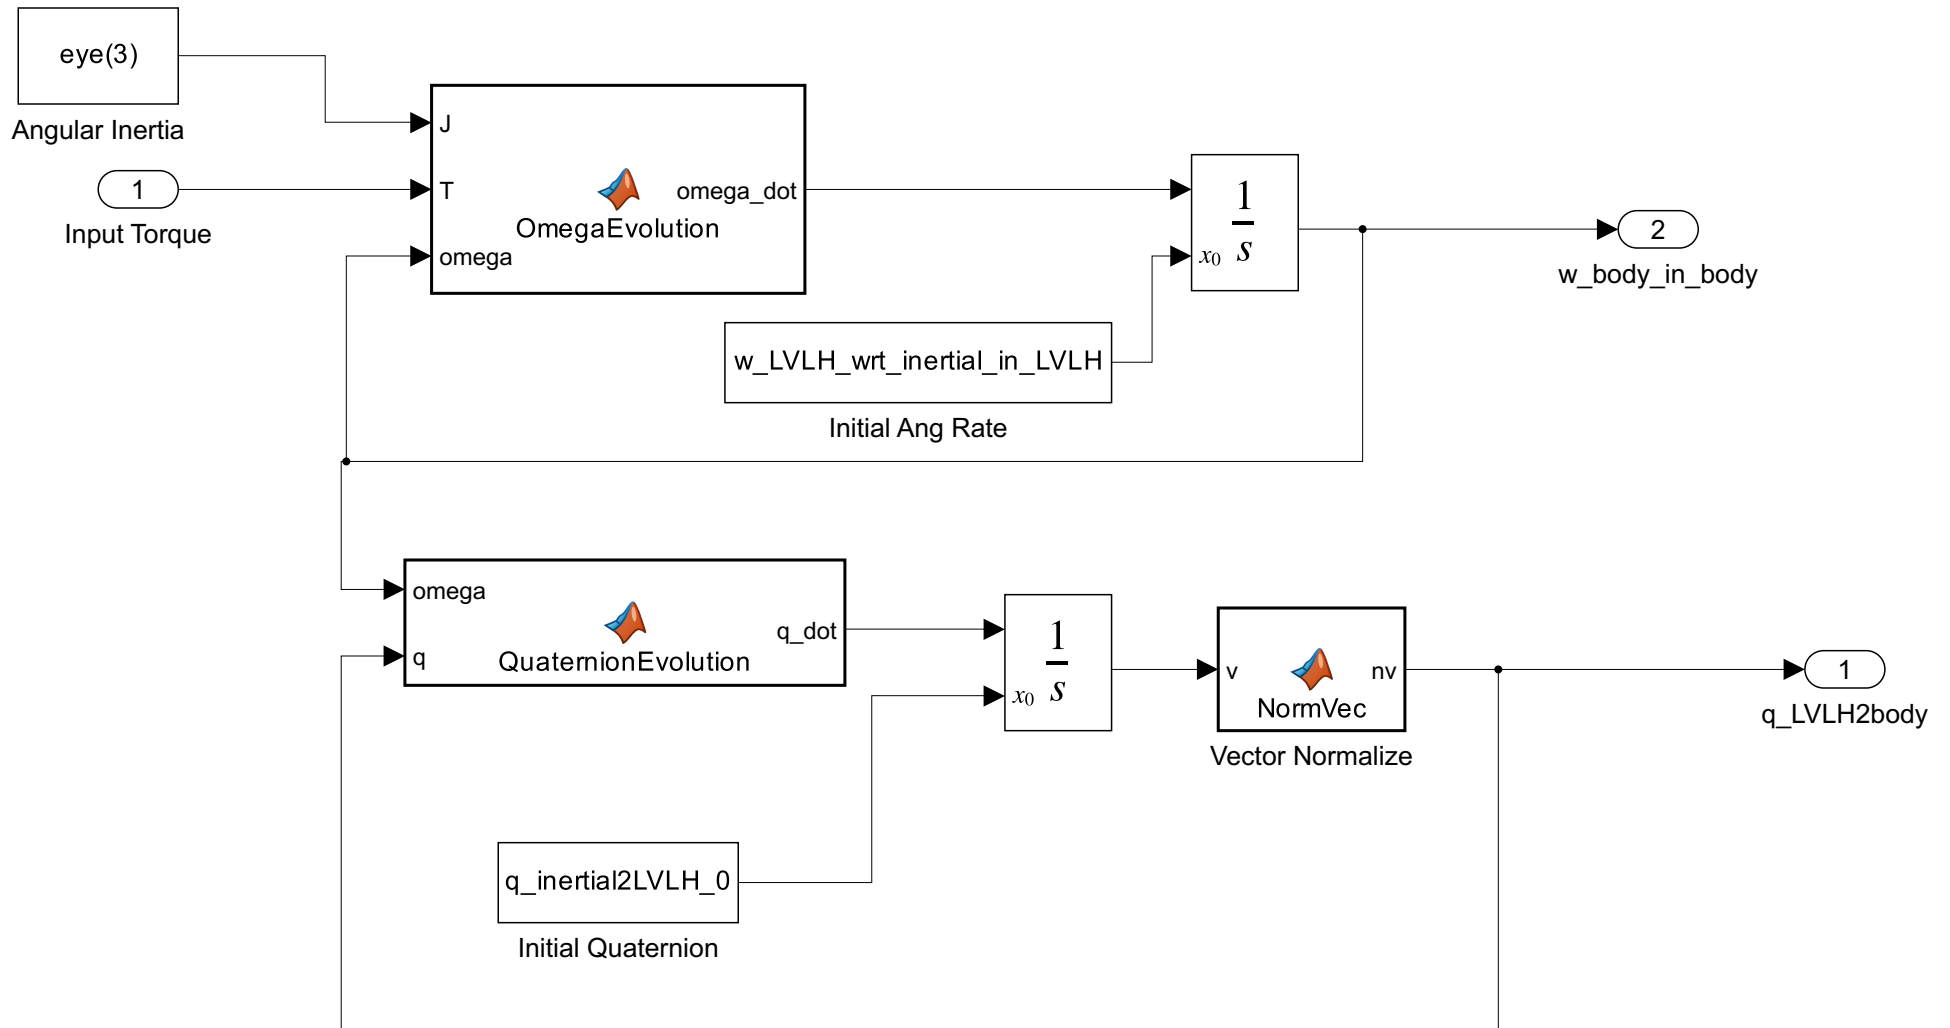 eye(3)
Angular Inertia
1
Input Torque
J
T
omega
omega_dot
OmegaEvolution
1
s
x0
2
w_body_in_body
w_LVLH_wrt_inertial_in_LVLH
Initial Ang Rate
omega
q
q_dot
QuaternionEvolution
1
s
x0
v
nv
NormVec
Vector Normalize
1
q_LVLH2body
q_inertial2LVLH_0
Initial Quaternion